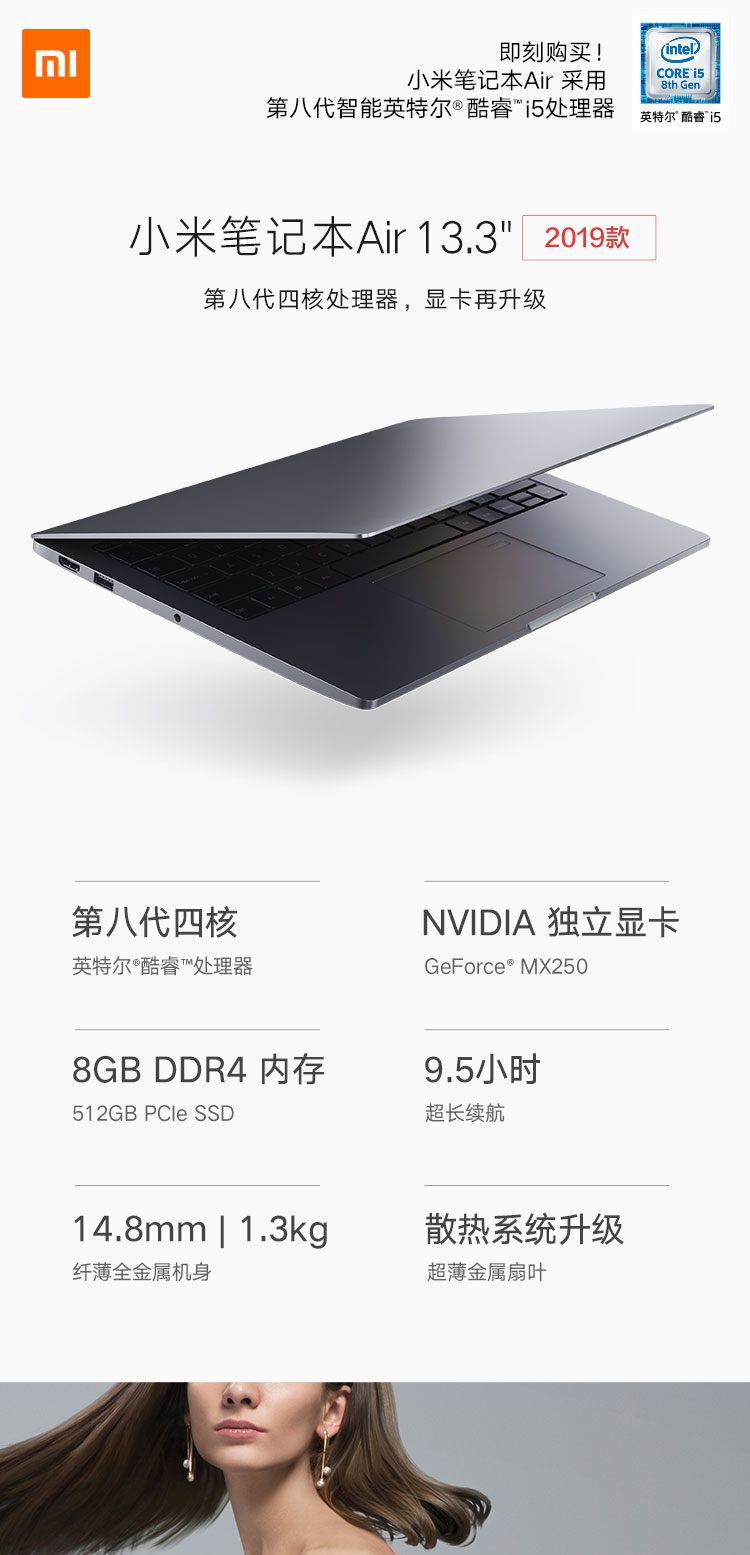 mi
即刻购买！
小米笔记本Air 采用
第八代智能英特尔®酷睿™i5处理器
intel
CORE i5
8th Gen
英特尔®酷睿™i5
小米笔记本Air 13.3" 2019款
第八代四核处理器，显卡再升级
第八代四核
英特尔®酷睿™处理器
NVIDIA 独立显卡
GeForce® MX250
8GB DDR4 内存
512GB PCIe SSD
9.5小时
超长续航
14.8mm | 1.3kg
纤薄全金属机身
散热系统升级
超薄金属扇叶